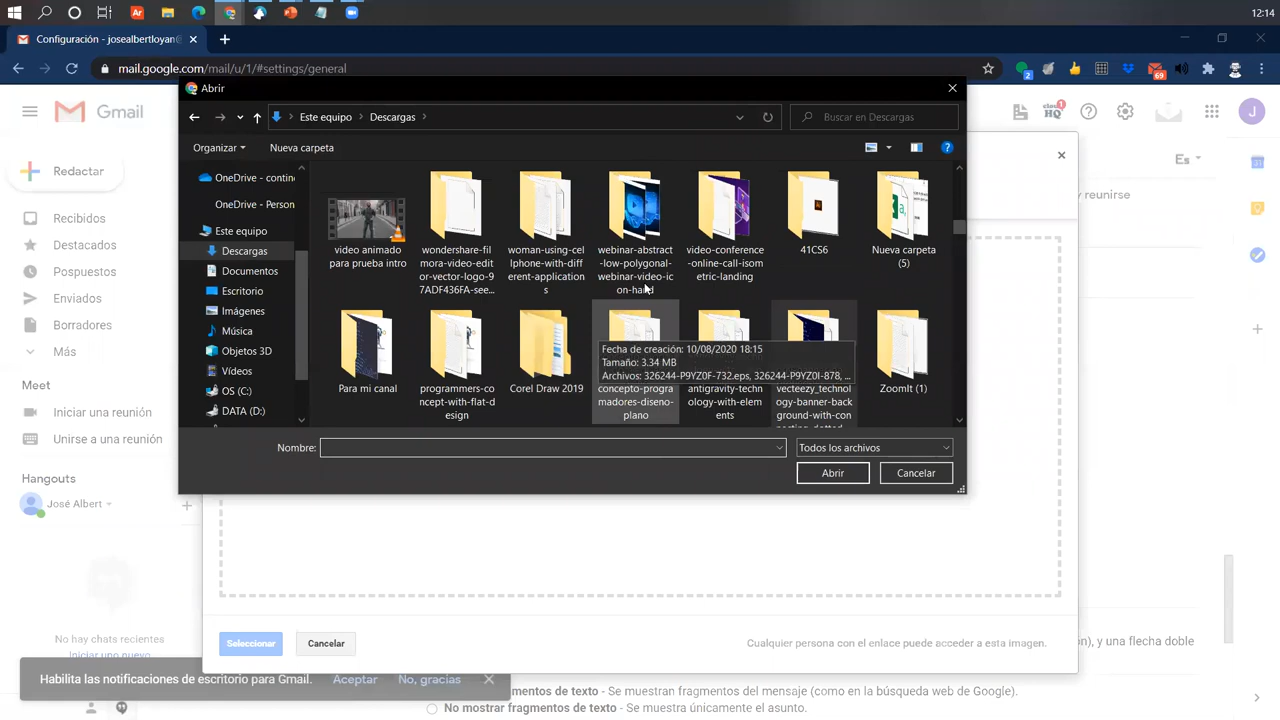 12:14
Configuración - josealbertloyan@
mail.google.com/mail/u/1/#settings/general
2
69
Abrir
Este equipo
Descargas
Buscar en Descargas
Organizar
Nueva carpeta
OneDrive - contin
OneDrive - Person
Este equipo
Descargas
Documentos
Escritorio
Imágenes
Música
Objetos 3D
Vídeos
OS (C:)
DATA (D:)
video animado
para prueba intro
wondershare-fil
mora-video-edit
or-vector-logo-9
7ADF436FA-see...
woman-using-cel
lphone-with-diff
erent-application
s
webinar-abstract
-low-polygonal-
webinar-video-ic
on-hand
video-conference
-online-call-isom
etric-landing
41CS6
Nueva carpeta
(5)
Para mi canal
programmers-co
ncept-with-flat-d
esign
Corel Draw 2019
Fecha de creación: 10/08/2020 18:15
Tamaño: 3.34 MB
Archivos: 326244-P9YZ0F-732.eps, 326244-P9YZ0I-878, ...
concepto-progra
madores-diseno-
plano
antigravity-techn
ology-with-elem
ents
vecteezy_technol
ogy-banner-back
ground-with-con
ZoomIt (1)
Nombre:
Todos los archivos
Abrir
Cancelar
Gmail
Redactar
Recibidos
Destacados
Pospuestos
Enviados
Borradores
Más
Meet
Iniciar una reunión
Unirse a una reunión
Hangouts
José Albert
No hay chats recientes
Iniciar uno nuevo
HQ
1
J
Es
y reunirse
Seleccionar
Cancelar
Cualquier persona con el enlace puede acceder a esta imagen.
, y una flecha doble
Habilita las notificaciones de escritorio para Gmail.
Aceptar
No, gracias
mentos de texto - Se muestran fragmentos del mensaje (como en la búsqueda web de Google).
No mostrar fragmentos de texto - Se muestra únicamente el asunto.